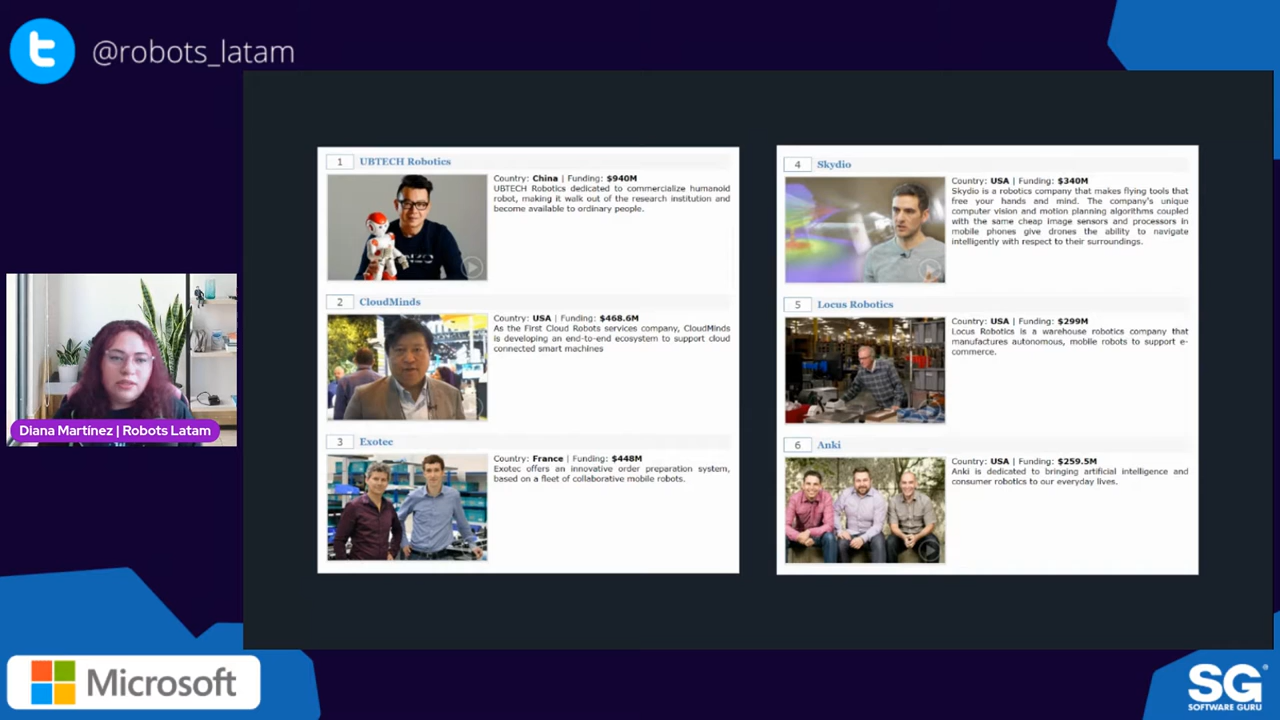 @robots_latam
1 UBTECH Robotics
Country: China | Funding: $940M
UBTECH Robotics dedicated to commercialize humanoid
robot, making it walk out of the research institution and
become available to ordinary people.
2 CloudMinds
Country: USA | Funding: $468.6M
As the First Cloud Robots services company, CloudMinds
is developing an end-to-end ecosystem to support cloud
connected smart machines
3 Exotec
Country: France | Funding: $448M
Exotec offers an innovative order preparation system,
based on a fleet of collaborative mobile robots.
4 Skydio
Country: USA | Funding: $340M
Skydio is a robotics company that makes flying tools that
free your hands and mind. The company's unique
computer vision and motion planning algorithms coupled
with the same cheap image sensors and processors in
mobile phones give drones the ability to navigate
intelligently with respect to their surroundings.
5 Locus Robotics
Country: USA | Funding: $299M
Locus Robotics is a warehouse robotics company that
manufactures autonomous, mobile robots to support e-
commerce.
6 Anki
Country: USA | Funding: $259.5M
Anki is dedicated to bringing artificial intelligence and
consumer robotics to our everyday lives.
Diana Martínez | Robots Latam
Microsoft
SG
SOFTWARE GURU